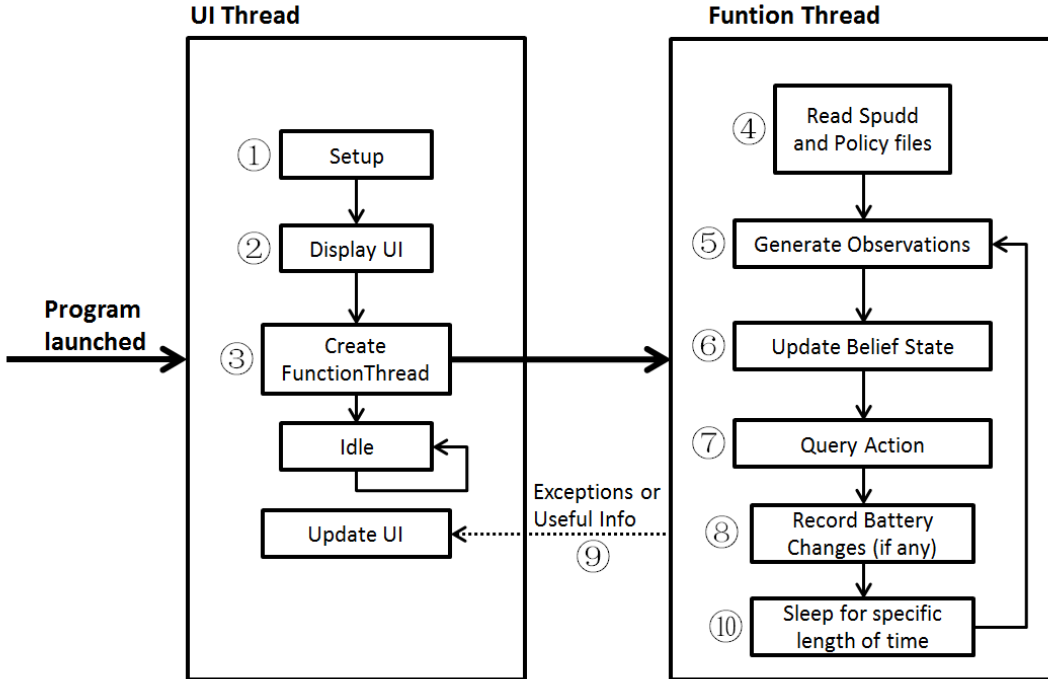 UI Thread
Funtion Thread
Program
launched
① Setup
② Display UI
③ Create
FunctionThread
Idle
Update UI
Exceptions or
Useful Info
⑨
④ Read Spudd
and Policy files
⑤ Generate Observations
⑥ Update Belief State
⑦ Query Action
⑧ Record Battery
Changes (if any)
⑩ Sleep for specific
length of time